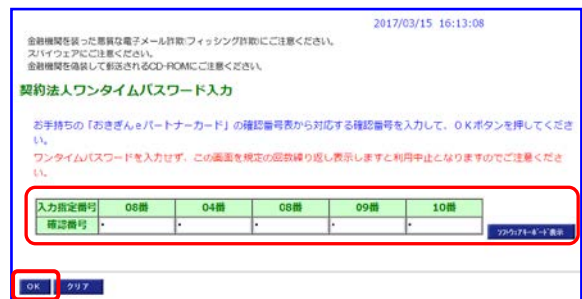 2017/03/15 16:13:08
金融機関を装った悪質な電子メール詐欺(フィッシング詐欺)にご注意ください。
スパイウェアにご注意ください。
金融機関を偽装して郵送されるCD-ROMにご注意ください。
契約法人ワンタイムパスワード入力
お手持ちの「おきぎんeパートナーカード」の確認番号表から対応する確認番号を入力して、OKボタンを押してくださ
い。
ワンタイムパスワードを入力せず、この画面を規定の回数繰り返し表示しますと利用中止となりますのでご注意くださ
い。
入力指定番号 08番 04番 08番 09番 10番
確認番号
ソフトウェアキーボード表示
OK クリア